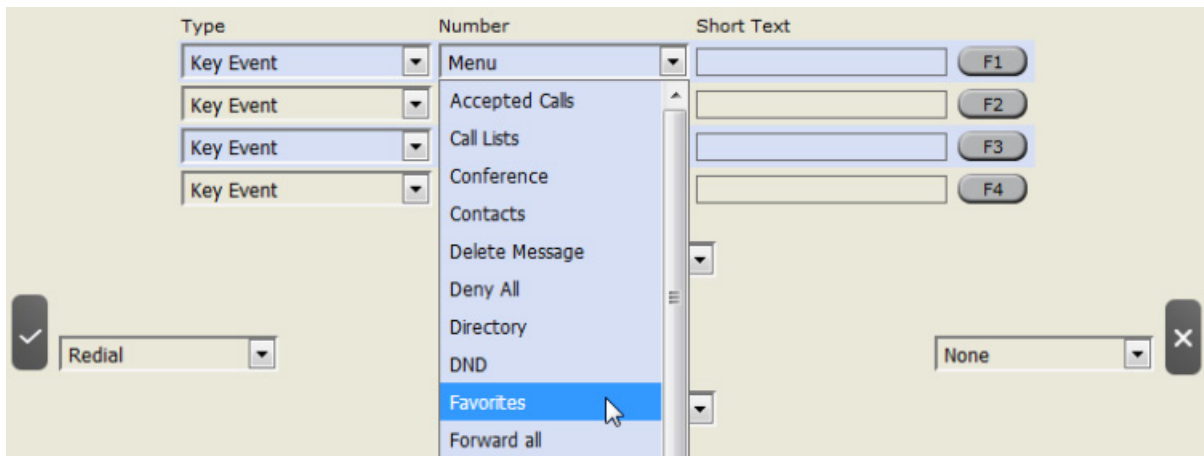 Type Number Short Text
Key Event Menu F1
Key Event Accepted Calls F2
Key Event Call Lists F3
Conference
Key Event F4
Contacts
Delete Message
Deny All
Directory
Redial DND None
Favorites
Forward all